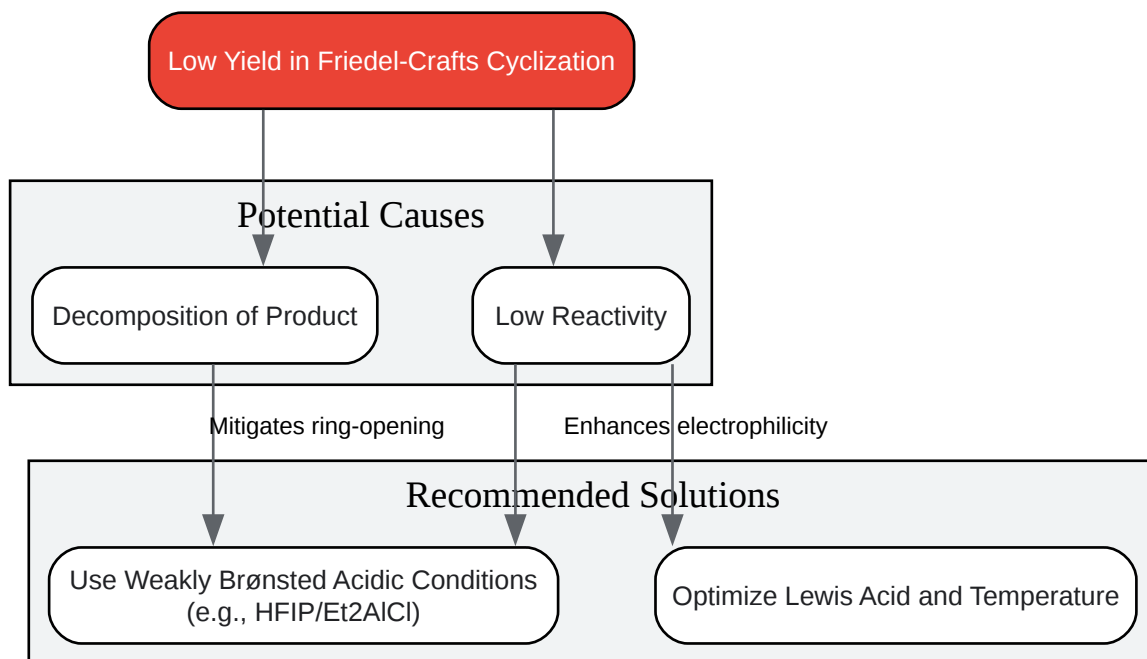 Low Yield in Friedel-Crafts Cyclization
Potential Causes
Decomposition of Product
Low Reactivity
Mitigates ring-opening
Enhances electrophilicity
Recommended Solutions
Use Weakly Brønsted Acidic Conditions
(e.g., HFIP/Et2AlCl)
Optimize Lewis Acid and Temperature